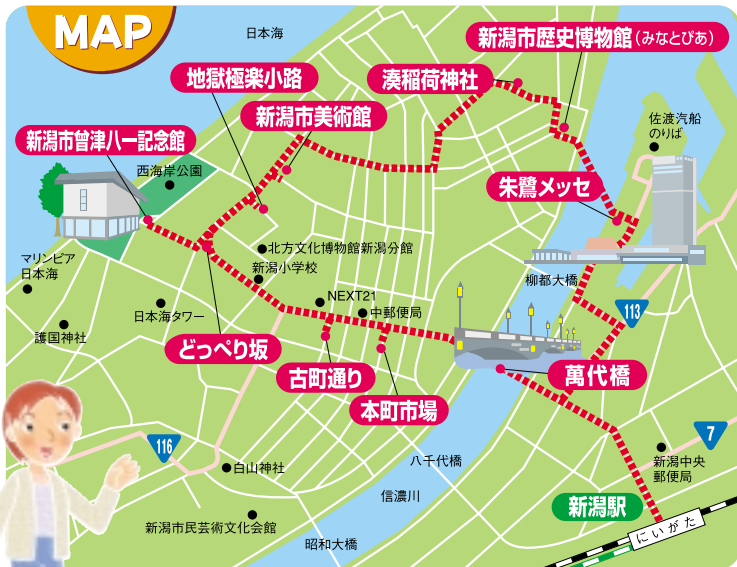 MAP
日本海
新潟市歴史博物館(みなとぴあ)
地獄極楽小路
湊稲荷神社
新潟市美術館
佐渡汽船
のりば
新潟市會津八一記念館
西海岸公園
朱鷺メッセ
北方文化博物館新潟分館
マリンピア
日本海
新潟小学校
柳都大橋
NEXT21
中郵便局
日本海タワー
113
護国神社
どっぺり坂
古町通り
萬代橋
本町市場
7
116
八千代橋
新潟中央
郵便局
白山神社
信濃川
新潟駅
新潟市民芸術文化会館
昭和大橋
にいがた